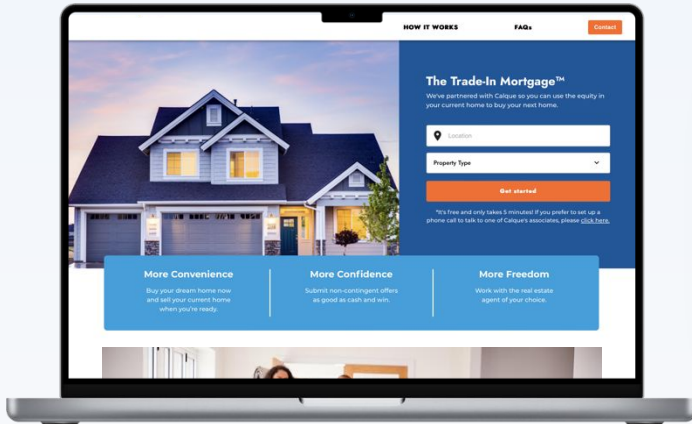 HOW IT WORKS
FAQs
Contact
The Trade-In Mortgage™
We've partnered with Calque so you can use the equity in
your current home to buy your next home.
Location
Property Type
Get started
*It's free and only takes 5 minutes! If you prefer to set up a
phone call to talk to one of Calque's associates, please click here.
More Convenience
Buy your dream home now
and sell your current home
when you're ready.
More Confidence
Submit non-contingent offers
as good as cash and win.
More Freedom
Work with the real estate
agent of your choice.